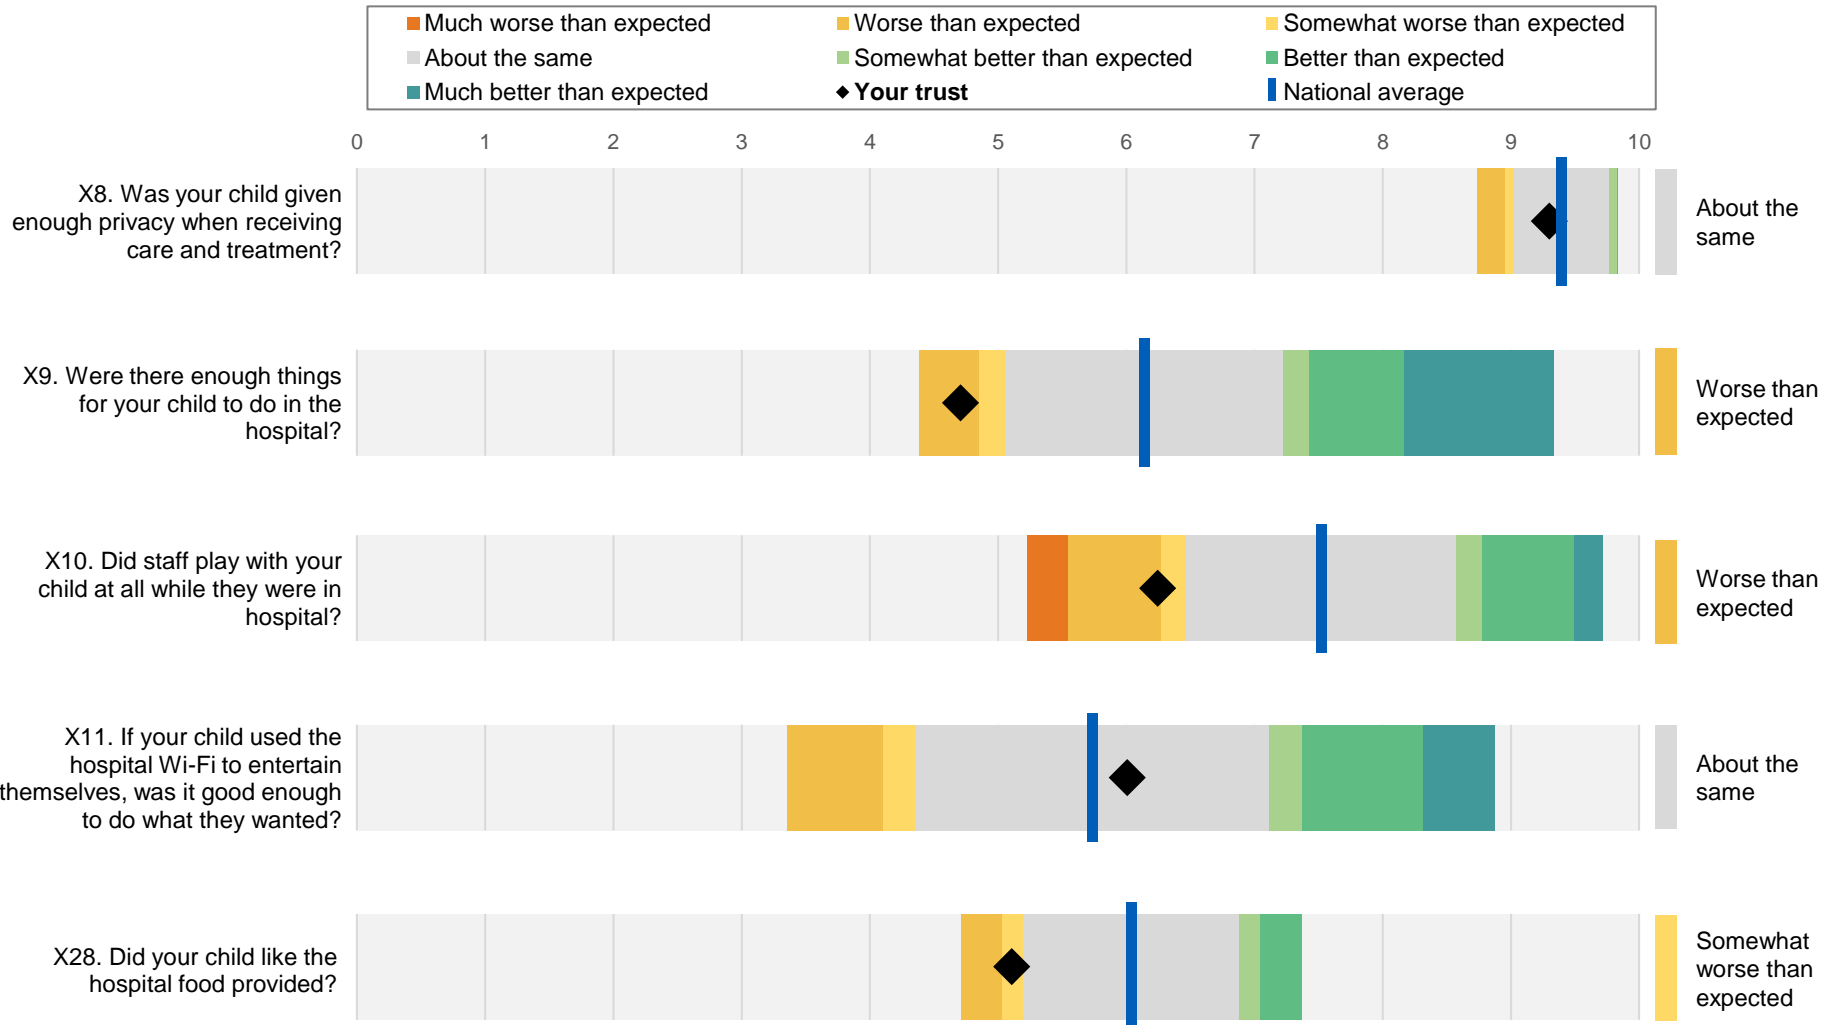 Much worse than expected
Worse than expected
Somewhat worse than expected
About the same
Somewhat better than expected
Better than expected
Much better than expected
Your trust
National average
0 1 2 3 4 5 6 7 8 9 10
X8. Was your child given
enough privacy when receiving
care and treatment?
About the
same
X9. Were there enough things
for your child to do in the
hospital?
Worse than
expected
X10. Did staff play with your
child at all while they were in
hospital?
Worse than
expected
X11. If your child used the
hospital Wi-Fi to entertain
themselves, was it good enough
to do what they wanted?
About the
same
X28. Did your child like the
hospital food provided?
Somewhat
worse than
expected